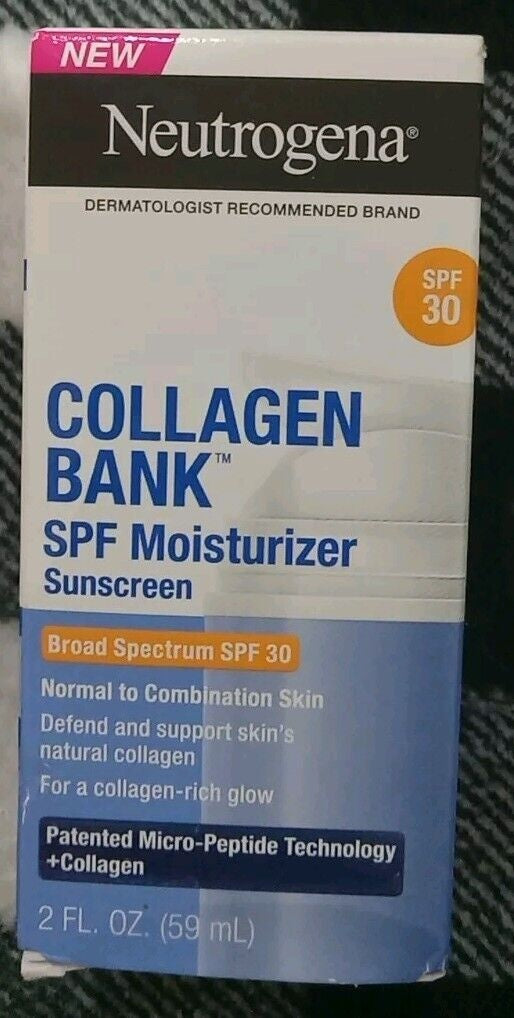 NEW
Neutrogena®
DERMATOLOGIST RECOMMENDED BRAND
SPF
30
COLLAGEN
BANK™
SPF Moisturizer
Sunscreen
Broad Spectrum SPF 30
Normal to Combination Skin
Defend and support skin's
natural collagen
For a collagen-rich glow
Patented Micro-Peptide Technology
+Collagen
2 FL. OZ. (59 mL)